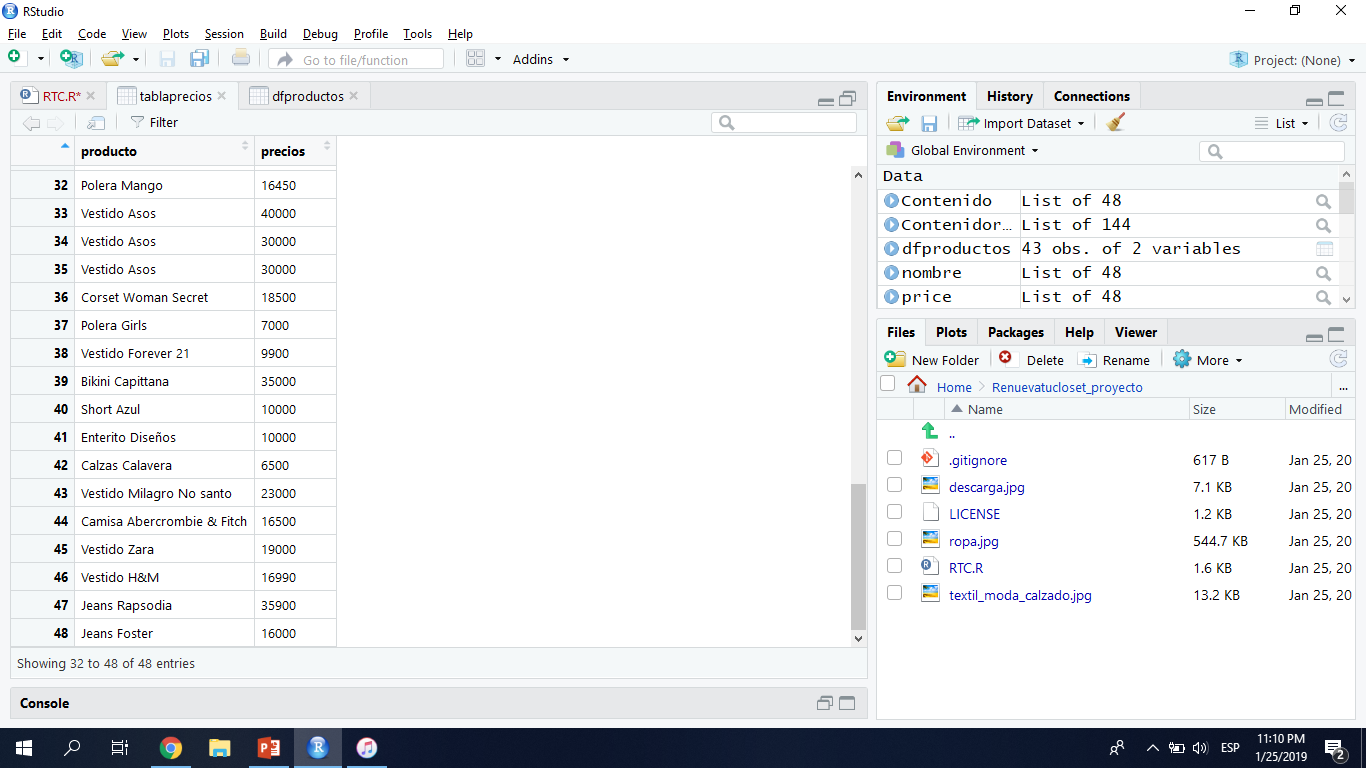 RStudio
File Edit Code View Plots Session Build Debug Profile Tools Help
Go to file/function Addins Project: (None)
RTC.R* tablaprecios dfproductos
Filter
producto precios
32 Polera Mango 16450
33 Vestido Asos 40000
34 Vestido Asos 30000
35 Vestido Asos 30000
36 Corset Woman Secret 18500
37 Polera Girls 7000
38 Vestido Forever 21 9900
39 Bikini Capittana 35000
40 Short Azul 10000
41 Enterito Diseños 10000
42 Calzas Calavera 6500
43 Vestido Milagro No santo 23000
44 Camisa Abercrombie & Fitch 16500
45 Vestido Zara 19000
46 Vestido H&M 16990
47 Jeans Rapsodia 35900
48 Jeans Foster 16000
Showing 32 to 48 of 48 entries
Console
Environment History Connections
Import Dataset List
Global Environment
Data
Contenido List of 48
Contenidor… List of 144
dfproductos 43 obs. of 2 variables
nombre List of 48
price List of 48
Files Plots Packages Help Viewer
New Folder Delete Rename More
Home Renuevatucloset_proyecto ...
Name Size Modified
..
.gitignore 617 B Jan 25, 20
descarga.jpg 7.1 KB Jan 25, 20
LICENSE 1.2 KB Jan 25, 20
ropa.jpg 544.7 KB Jan 25, 20
RTC.R 1.6 KB Jan 25, 20
textil_moda_calzado.jpg 13.2 KB Jan 25, 20
ESP
11:10 PM
1/25/2019
2